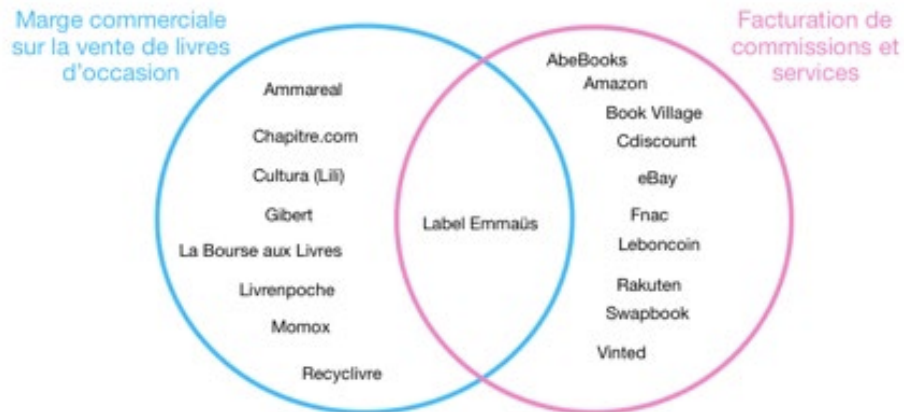 Marge commerciale
sur la vente de livres
d'occasion
Facturation de
commissions et
services
Ammareal
Chapitre.com
Cultura (Lili)
Gibert
La Bourse aux Livres
Livrenpoche
Momox
Recyclivre
Label Emmaüs
AbeBooks
Amazon
Book Village
Cdiscount
eBay
Fnac
Leboncoin
Rakuten
Swapbook
Vinted